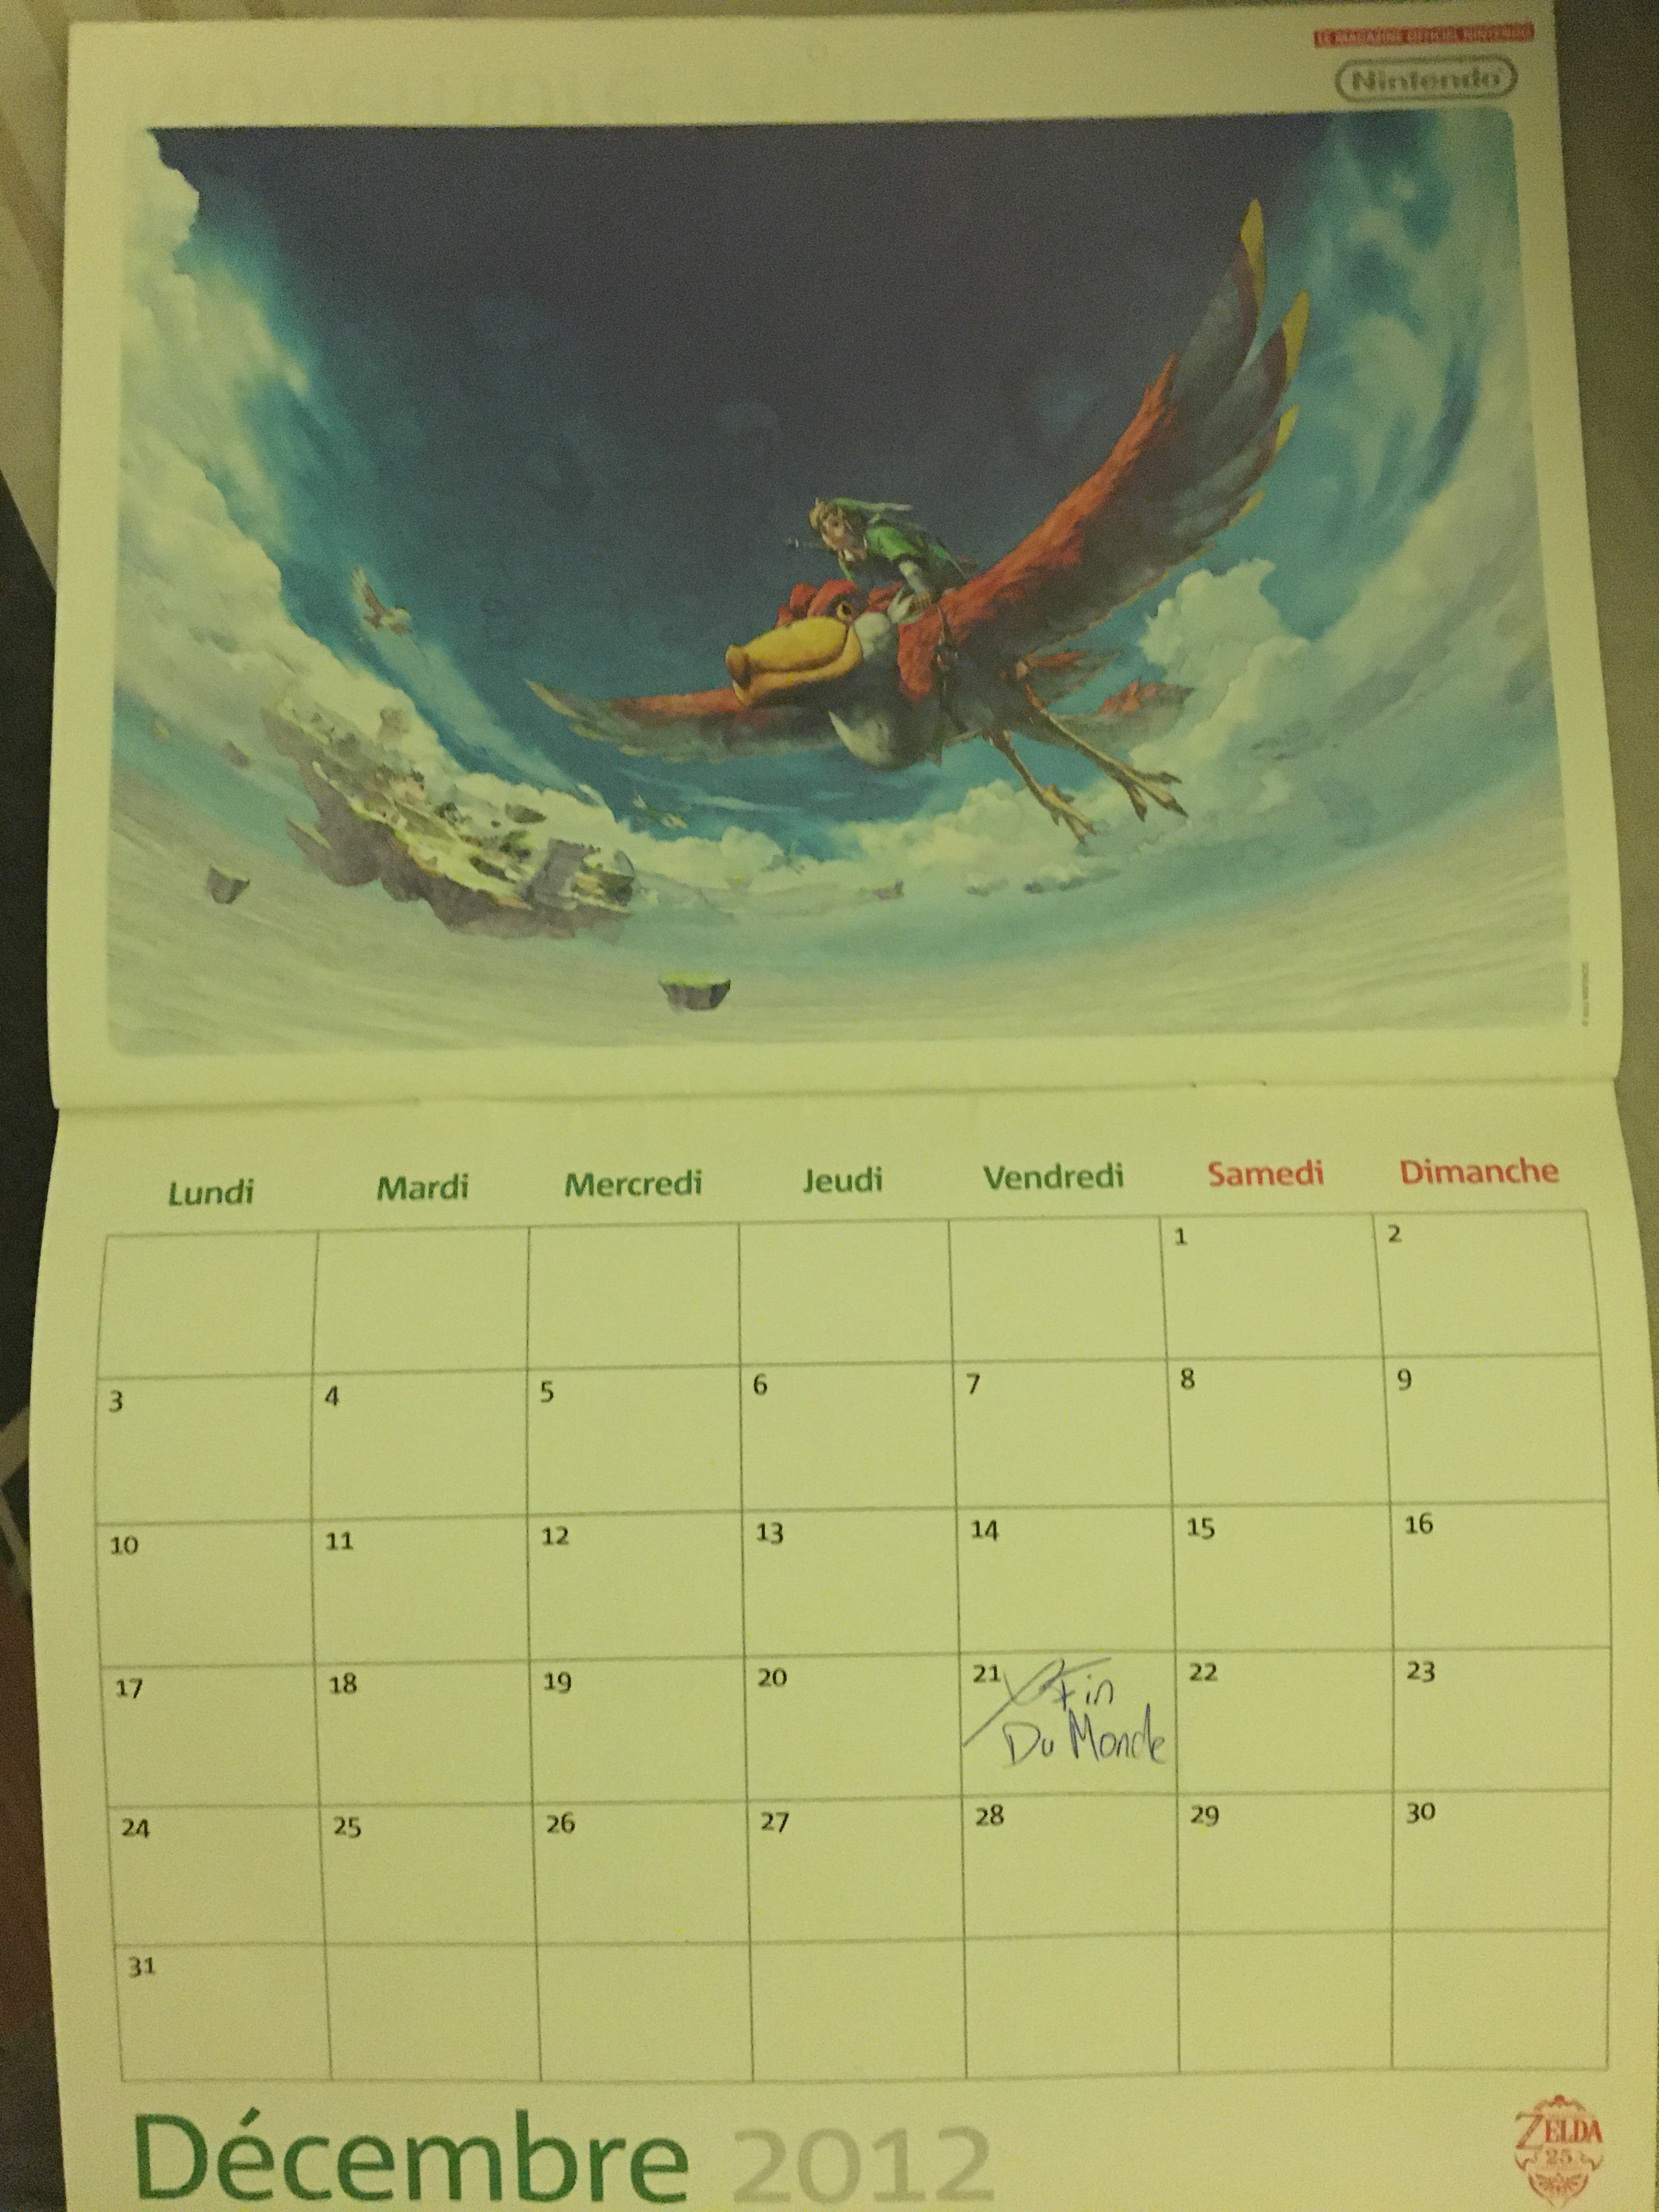 LE MAGAZINE OFFICIEL NINTENDO
Nintendo
Lundi Mardi Mercredi Jeudi Vendredi Samedi Dimanche
1 2
3 4 5 6 7 8 9
10 11 12 13 14 15 16
17 18 19 20 21 22 23
Fin
Du Monde
24 25 26 27 28 29 30
31
Décembre 2012
ZELDA
25